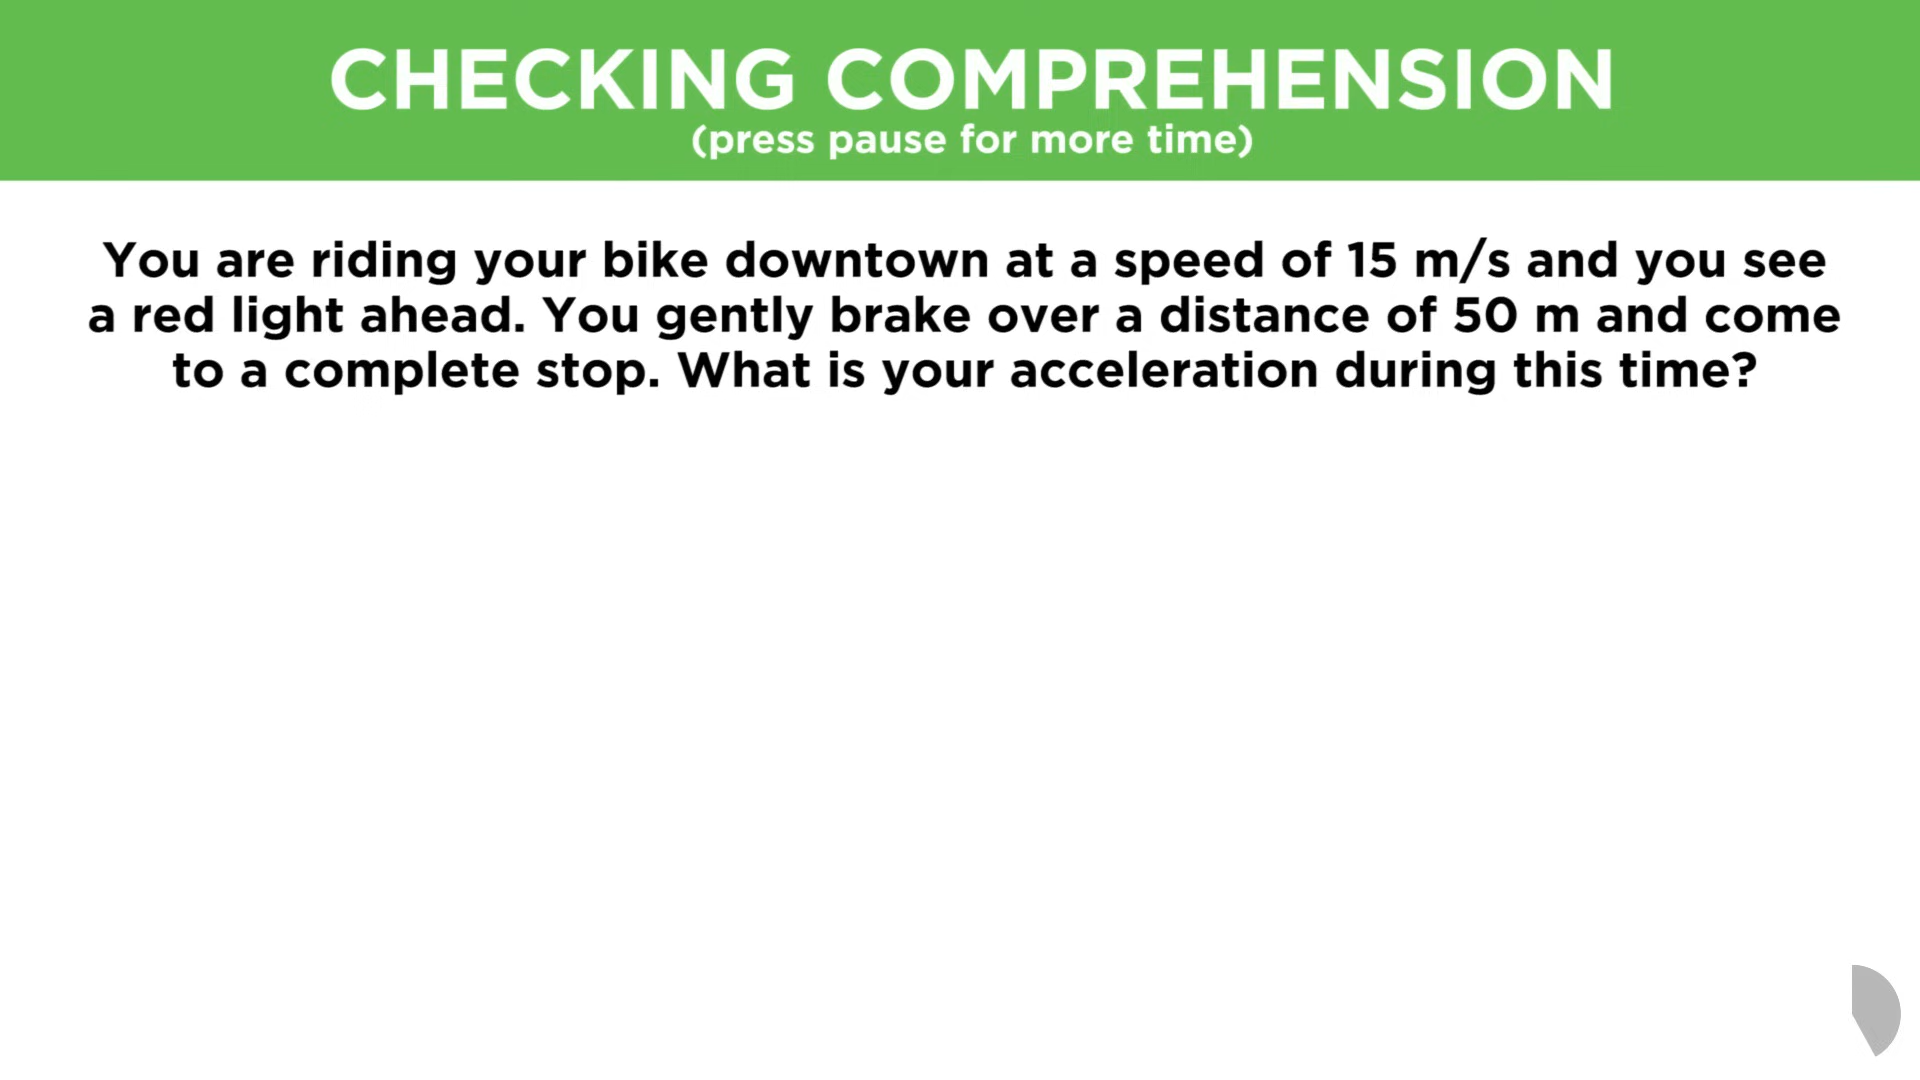 CHECKING COMPREHENSION
(press pause for more time)
You are riding your bike downtown at a speed of 15 m/s and you see
a red light ahead. You gently brake over a distance of 50 m and come
to a complete stop. What is your acceleration during this time?